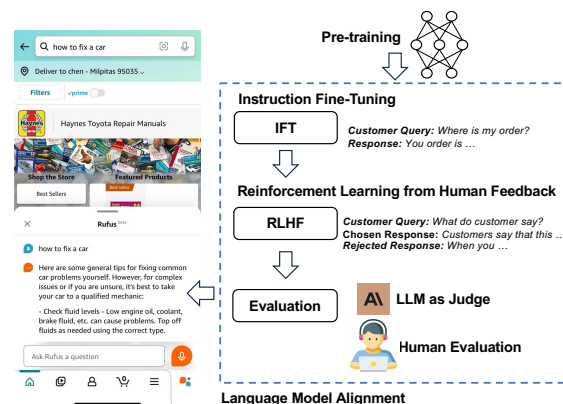 how to fix a car
Deliver to chen - Milpitas 95035
Filters
prime
Haynes
Haynes Toyota Repair Manuals
Shop the Store
Featured Products
Best Sellers
Best seller
Rufus beta
how to fix a car
Here are some general tips for fixing common
car problems yourself. However, for complex
issues or if you are unsure, it's best to take
your car to a qualified mechanic:
- Check fluid levels - Low engine oil, coolant,
brake fluid, etc. can cause problems. Top off
fluids as needed using the correct type.
Ask Rufus a question
0
Pre-training
Instruction Fine-Tuning
IFT
Customer Query: Where is my order?
Response: You order is …
Reinforcement Learning from Human Feedback
RLHF
Customer Query: What do customer say?
Chosen Response: Customers say that this ..
Rejected Response: When you …
Evaluation
A\
LLM as Judge
Human Evaluation
Language Model Alignment